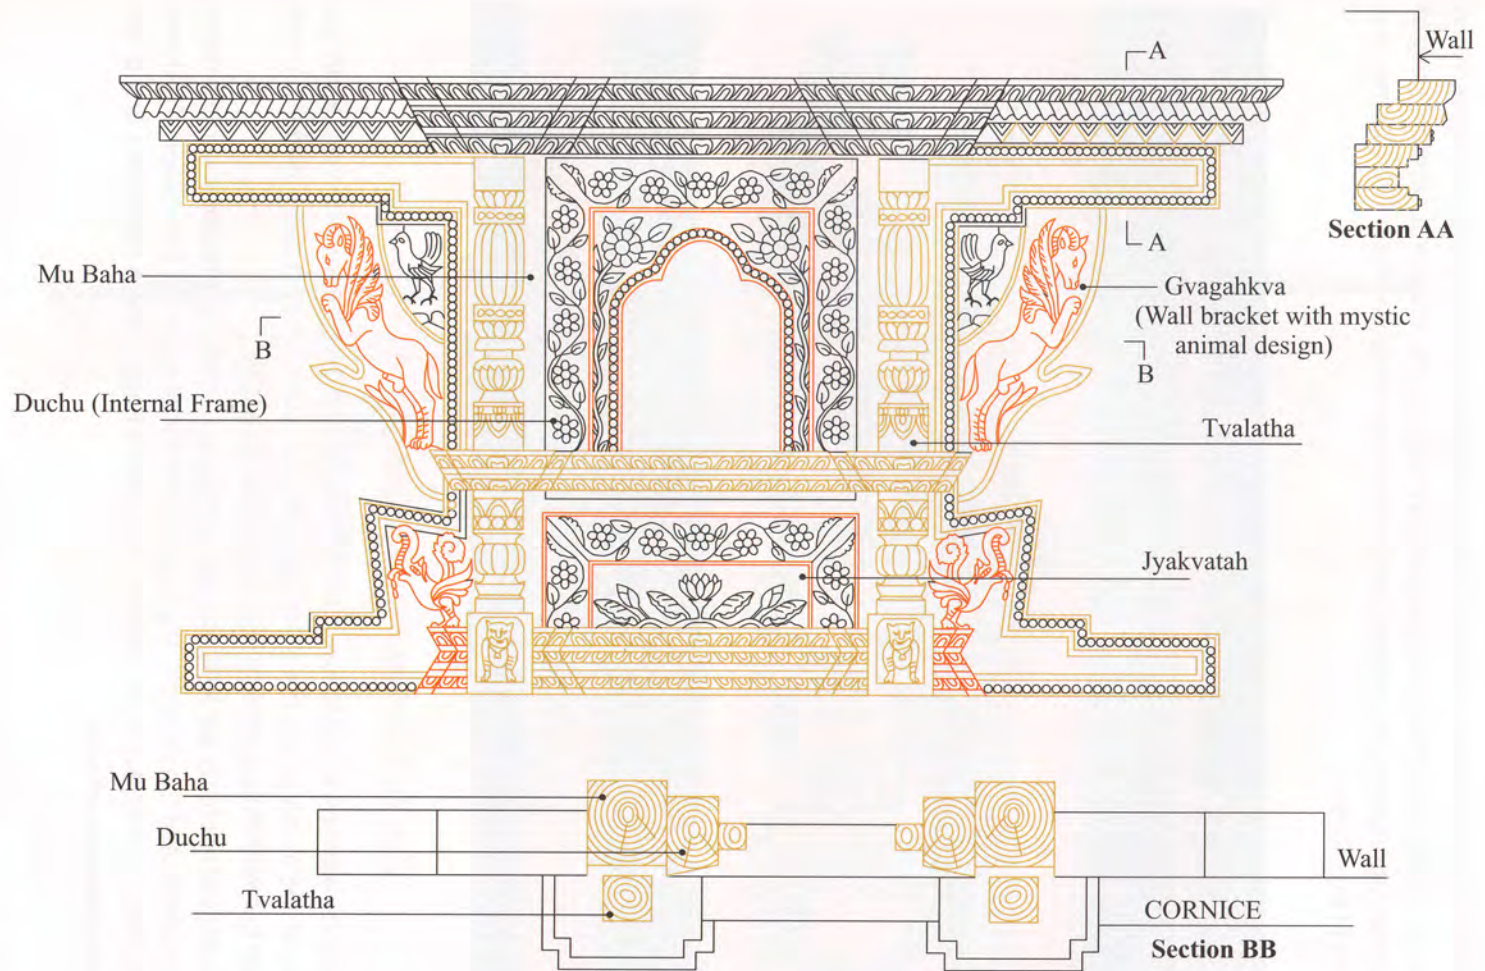 A
Wall
Section AA
Mu Baha
A
Gvagahkva
(Wall bracket with mystic
animal design)
B
B
Duchu (Internal Frame)
Tvalatha
Jyakvatah
Mu Baha
Duchu
Wall
Tvalatha
CORNICE
Section BB